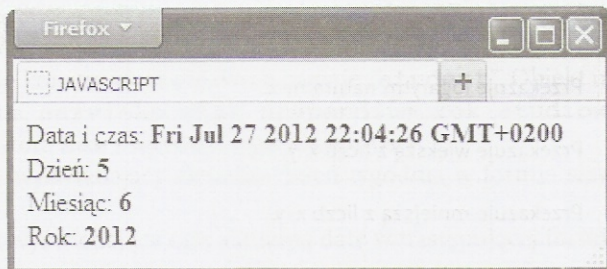 Firefox
JAVASCRIPT
+
Data i czas: Fri Jul 27 2012 22:04:26 GMT+0200
Dzień: 5
Miesiąc: 6
Rok: 2012